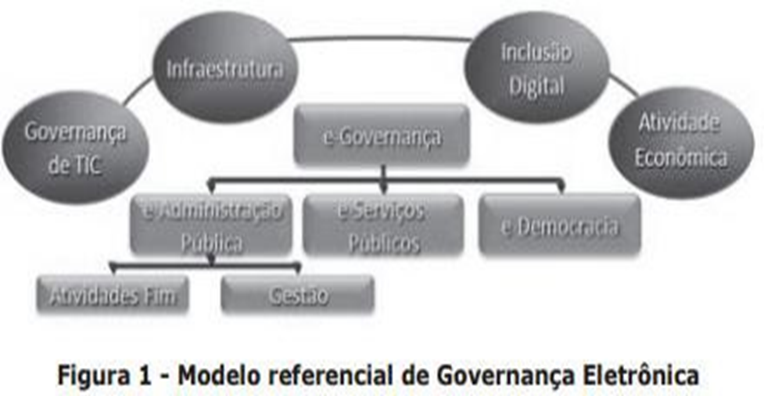 Infraestrutura
Inclusão
Digital
Governança
de TIC
Atividade
Econômica
e-Governança
e-Administração
Pública
e-Serviços
Públicos
e-Democracia
Atividades Fim
Gestão
Figura 1 - Modelo referencial de Governança Eletrônica